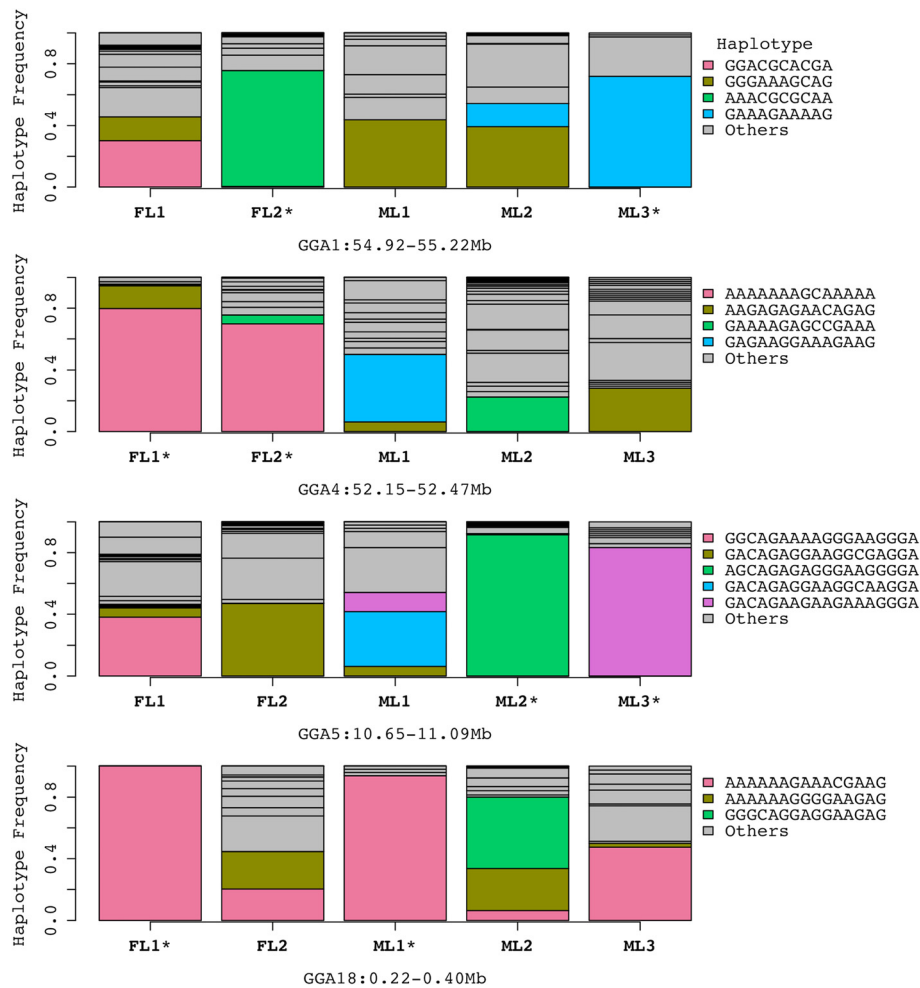 Haplotype Frequency
0.0 0.4 0.8
Haplotype
GGACGCACGA
GGGAAAGCAG
AAACGCGCAA
GAAAGAAAAG
Others
FL1 FL2* ML1 ML2 ML3*
GGA1:54.92-55.22Mb
Haplotype Frequency
0.0 0.4 0.8
AAAAAAAGCAAAAA
AAGAGAGAACAGAG
GAAAAGAGCCGAAA
GAGAAGGAAAGAAG
Others
FL1* FL2* ML1 ML2 ML3
GGA4:52.15-52.47Mb
Haplotype Frequency
0.0 0.4 0.8
GGCAGAAAAGGGAAGGGA
GACAGAGGAAGGCGAGGA
AGCAGAGAGGGAAGGGGA
GACAGAGGAAGGCAAGGA
GACAGAAGAAGAAAGGGA
Others
FL1 FL2 ML1 ML2* ML3*
GGA5:10.65-11.09Mb
Haplotype Frequency
0.0 0.4 0.8
AAAAAAGAAACGAAG
AAAAAAGGGGAAGAG
GGGCAGGAGGAAGAG
Others
FL1* FL2 ML1* ML2 ML3
GGA18:0.22-0.40Mb